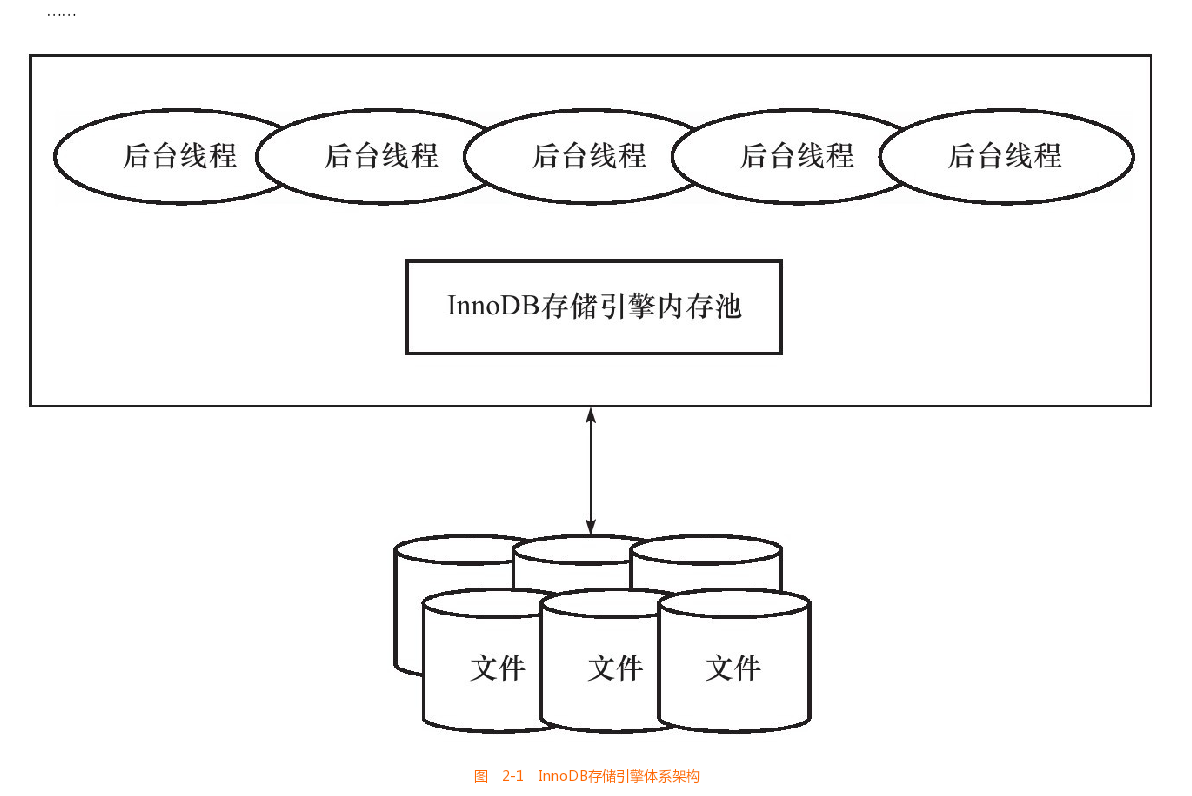 ……
后台线程 后台线程 后台线程 后台线程 后台线程
InnoDB存储引擎内存池
文件 文件 文件
图 2-1 InnoDB存储引擎体系架构